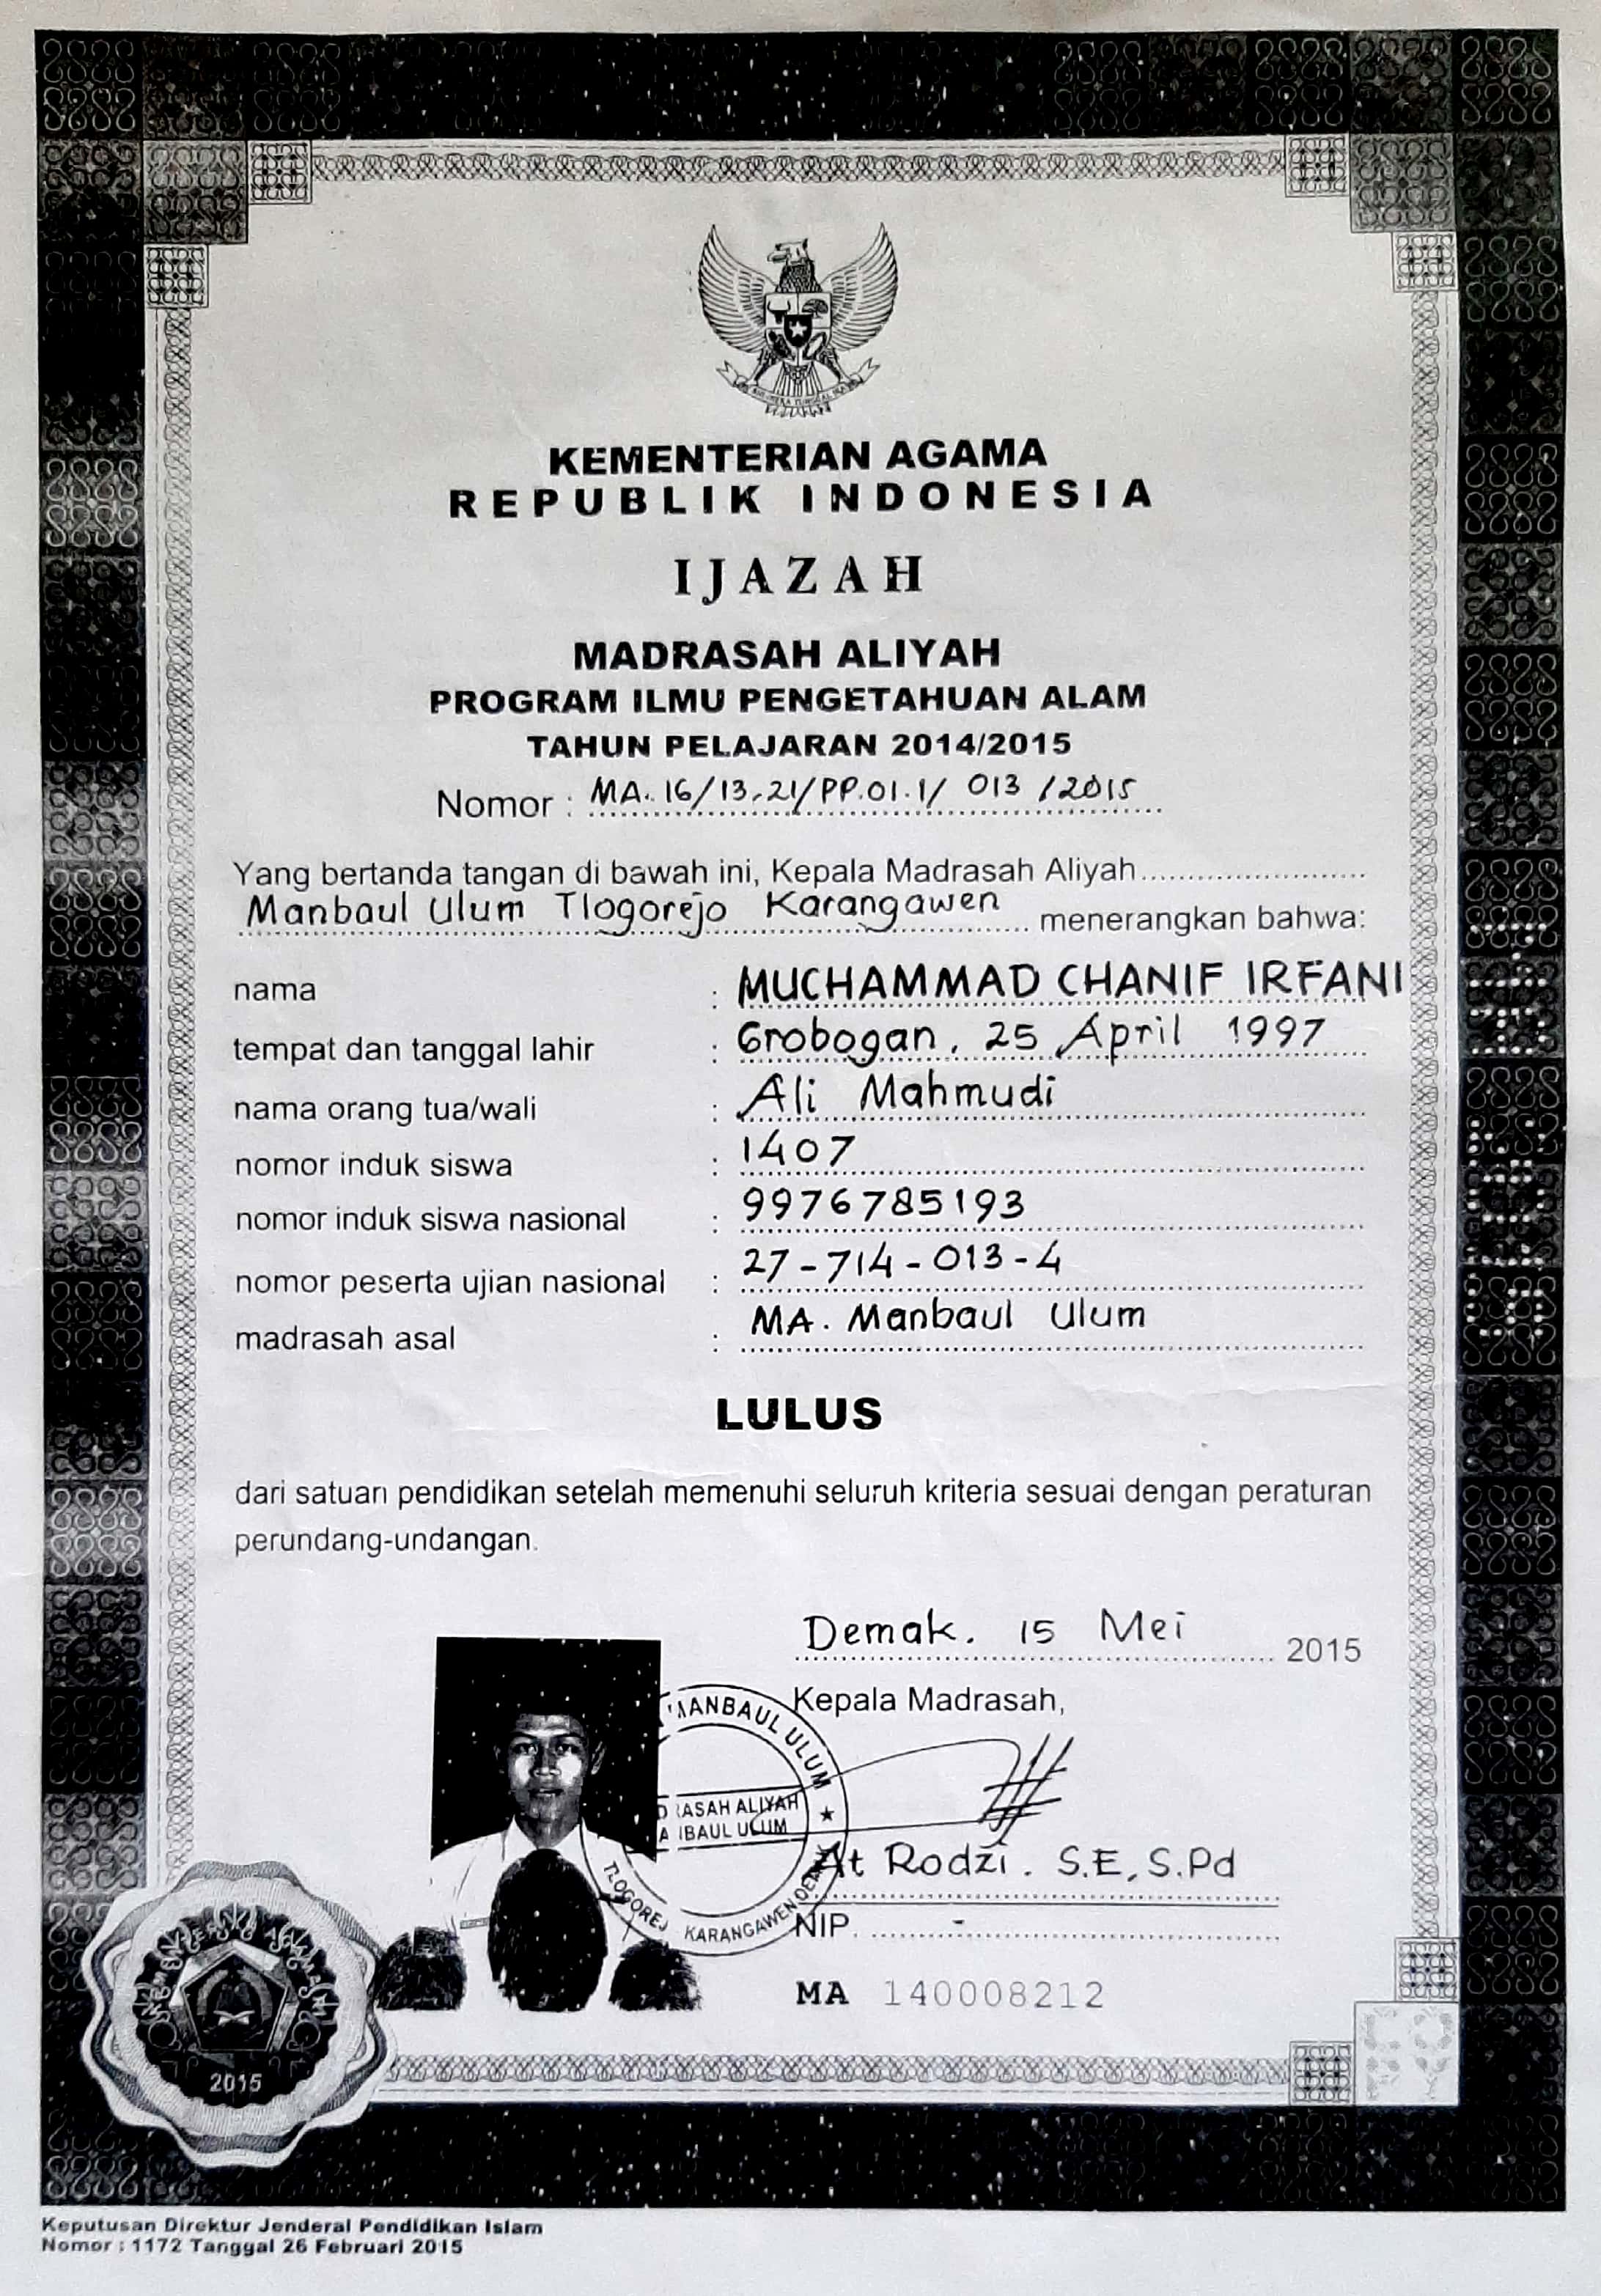 KEMENTERIAN AGAMA
REPUBLIK INDONESIA
IJAZAH
MADRASAH ALIYAH
PROGRAM ILMU PENGETAHUAN ALAM
TAHUN PELAJARAN 2014/2015
Nomor : MA. 16/13.21/PP.01.1/ 013 /2015
Yang bertanda tangan di bawah ini, Kepala Madrasah Aliyah
Manbaul Ulum Tlogorejo Karangawen menerangkan bahwa:
nama : MUCHAMMAD CHANIF IRFANI
tempat dan tanggal lahir : Grobogan, 25 April 1997
nama orang tua/wali : Ali Mahmudi
nomor induk siswa : 1407
nomor induk siswa nasional : 9976785193
nomor peserta ujian nasional : 27-714-013-4
madrasah asal : MA. Manbaul Ulum
LULUS
dari satuan pendidikan setelah memenuhi seluruh kriteria sesuai dengan peraturan
perundang-undangan.
Demak. 15 Mei 2015
Kepala Madrasah,
MANBAUL ULUM
RASAH ALIYAH
BAUL ULUM
TLOGOREJ KARANGAWEN
At Rodzi. S.E, S.Pd
NIP. -
MA 140008212
2015
Keputusan Direktur Jenderal Pendidikan Islam
Nomor : 1172 Tanggal 26 Februari 2015